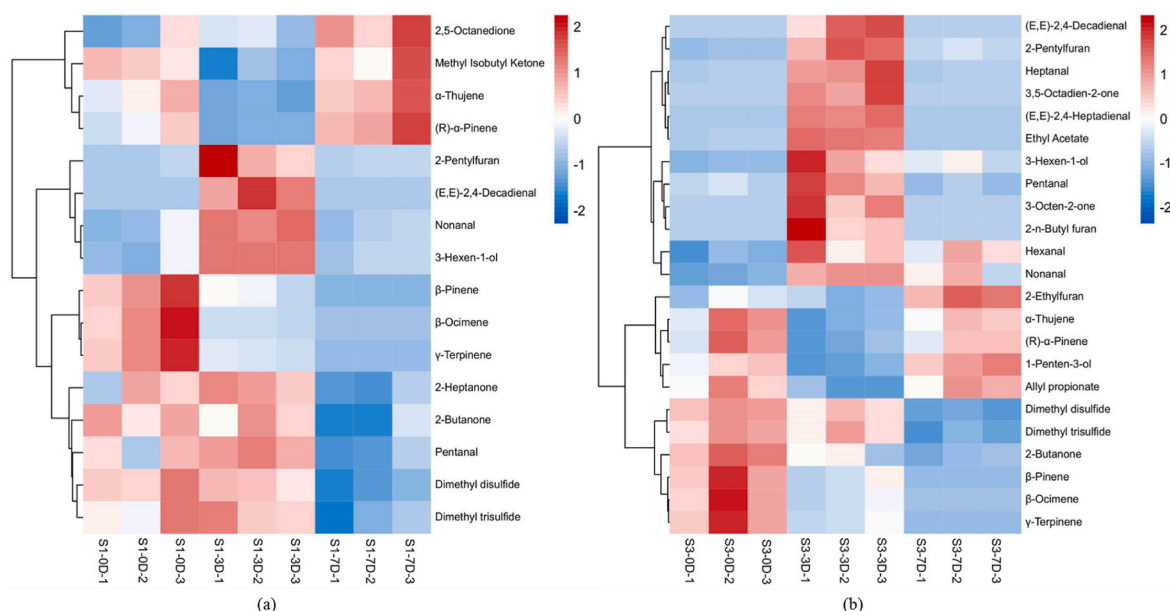 2,5-Octanedione
Methyl Isobutyl Ketone
α-Thujene
(R)-α-Pinene
2-Pentylfuran
(E,E)-2,4-Decadienal
Nonanal
3-Hexen-1-ol
β-Pinene
β-Ocimene
γ-Terpinene
2-Heptanone
2-Butanone
Pentanal
Dimethyl disulfide
Dimethyl trisulfide
2
1
0
-1
-2
S1-0D-1
S1-0D-2
S1-0D-3
S1-3D-1
S1-3D-2
S1-3D-3
S1-7D-1
S1-7D-2
S1-7D-3
(a)
(E,E)-2,4-Decadienal
2-Pentylfuran
Heptanal
3,5-Octadien-2-one
(E,E)-2,4-Heptadienal
Ethyl Acetate
3-Hexen-1-ol
Pentanal
3-Octen-2-one
2-n-Butyl furan
Hexanal
Nonanal
2-Ethylfuran
α-Thujene
(R)-α-Pinene
1-Penten-3-ol
Allyl propionate
Dimethyl disulfide
Dimethyl trisulfide
2-Butanone
β-Pinene
β-Ocimene
γ-Terpinene
2
1
0
-1
-2
S3-0D-1
S3-0D-2
S3-0D-3
S3-3D-1
S3-3D-2
S3-3D-3
S3-7D-1
S3-7D-2
S3-7D-3
(b)